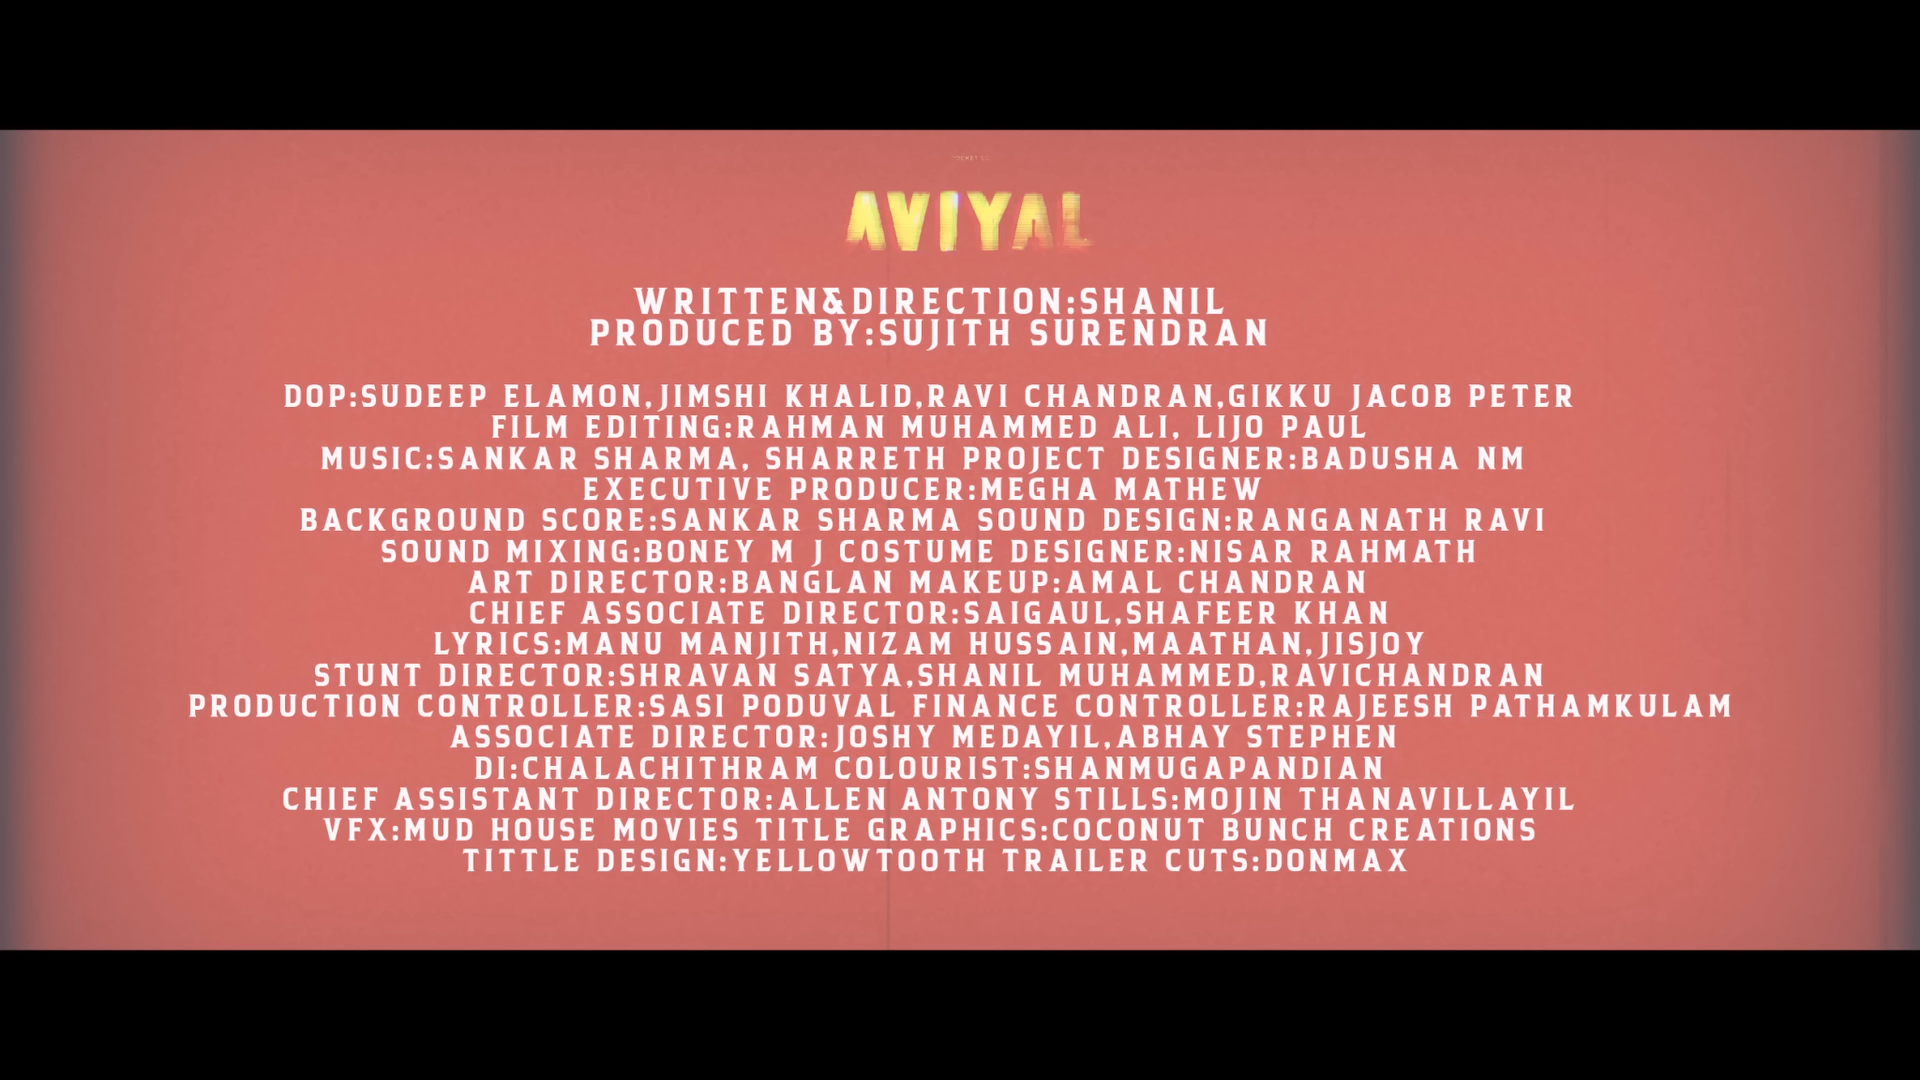 AVIYAL
WRITTEN&DIRECTION:SHANIL
PRODUCED BY:SUJITH SURENDRAN
DOP:SUDEEP ELAMON,JIMSHI KHALID,RAVI CHANDRAN,GIKKU JACOB PETER
FILM EDITING:RAHMAN MUHAMMED ALI, LIJO PAUL
MUSIC:SANKAR SHARMA, SHARRETH PROJECT DESIGNER:BADUSHA NM
EXECUTIVE PRODUCER:MEGHA MATHEW
BACKGROUND SCORE:SANKAR SHARMA SOUND DESIGN:RANGANATH RAVI
SOUND MIXING:BONEY M J COSTUME DESIGNER:NISAR RAHMATH
ART DIRECTOR:BANGLAN MAKEUP:AMAL CHANDRAN
CHIEF ASSOCIATE DIRECTOR:SAIGAUL,SHAFEER KHAN
LYRICS:MANU MANJITH,NIZAM HUSSAIN,MAATHAN,JISJOY
STUNT DIRECTOR:SHRAVAN SATYA,SHANIL MUHAMMED,RAVICHANDRAN
PRODUCTION CONTROLLER:SASI PODUVAL FINANCE CONTROLLER:RAJEESH PATHAMKULAM
ASSOCIATE DIRECTOR:JOSHY MEDAYIL,ABHAY STEPHEN
DI:CHALACHITHRAM COLOURIST:SHANMUGAPANDIAN
CHIEF ASSISTANT DIRECTOR:ALLEN ANTONY STILLS:MOJIN THANAVILLAYIL
VFX:MUD HOUSE MOVIES TITLE GRAPHICS:COCONUT BUNCH CREATIONS
TITTLE DESIGN:YELLOWTOOTH TRAILER CUTS:DONMAX